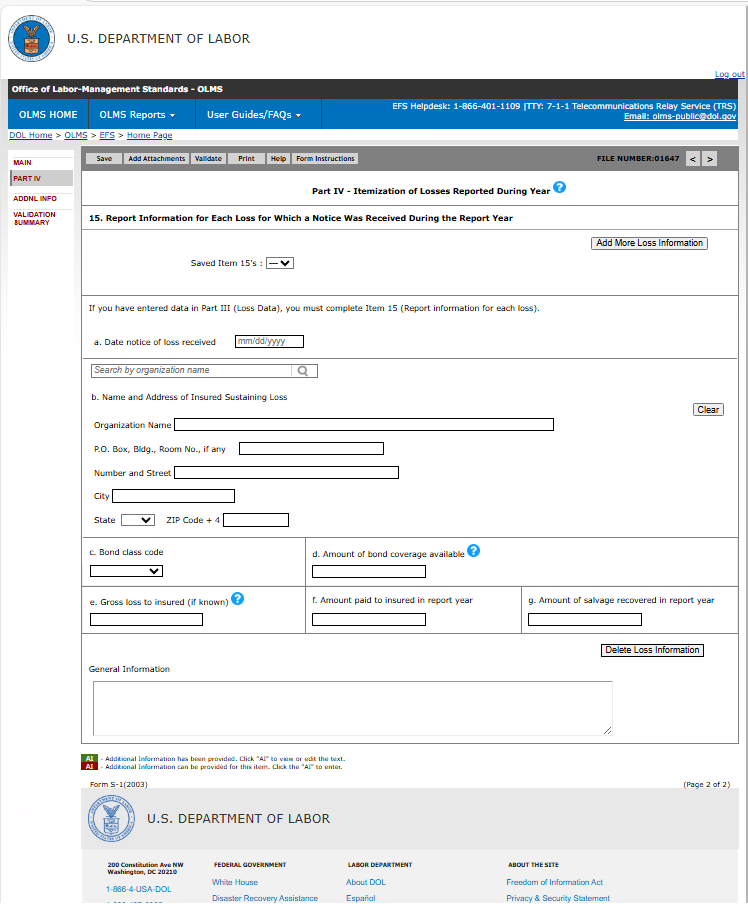 U.S. DEPARTMENT OF LABOR
Log out
Office of Labor-Management Standards - OLMS
OLMS HOME OLMS Reports User Guides/FAQs EFS Helpdesk: 1-866-401-1109 |TTY: 7-1-1 Telecommunications Relay Service (TRS)
Email: olms-public@dol.gov
DOL Home > OLMS > EFS > Home Page
MAIN
PART IV
ADDNL INFO
VALIDATION
SUMMARY
Save Add Attachments Validate Print Help Form Instructions FILE NUMBER:01647 < >
Part IV - Itemization of Losses Reported During Year ?
15. Report Information for Each Loss for Which a Notice Was Received During the Report Year
Add More Loss Information
Saved Item 15's : ---
If you have entered data in Part III (Loss Data), you must complete Item 15 (Report information for each loss).
a. Date notice of loss received mm/dd/yyyy
Search by organization name
b. Name and Address of Insured Sustaining Loss
Clear
Organization Name
P.O. Box, Bldg., Room No., if any
Number and Street
City
State ZIP Code + 4
c. Bond class code
d. Amount of bond coverage available ?
e. Gross loss to insured (if known) ?
f. Amount paid to insured in report year
g. Amount of salvage recovered in report year
Delete Loss Information
General Information
AI - Additional Information has been provided. Click "AI" to view or edit the text.
AI - Additional Information can be provided for this item. Click the "AI" to enter.
Form S-1(2003) (Page 2 of 2)
U.S. DEPARTMENT OF LABOR
200 Constitution Ave NW
Washington, DC 20210
1-866-4-USA-DOL
FEDERAL GOVERNMENT
White House
Disaster Recovery Assistance
LABOR DEPARTMENT
About DOL
Español
ABOUT THE SITE
Freedom of Information Act
Privacy & Security Statement